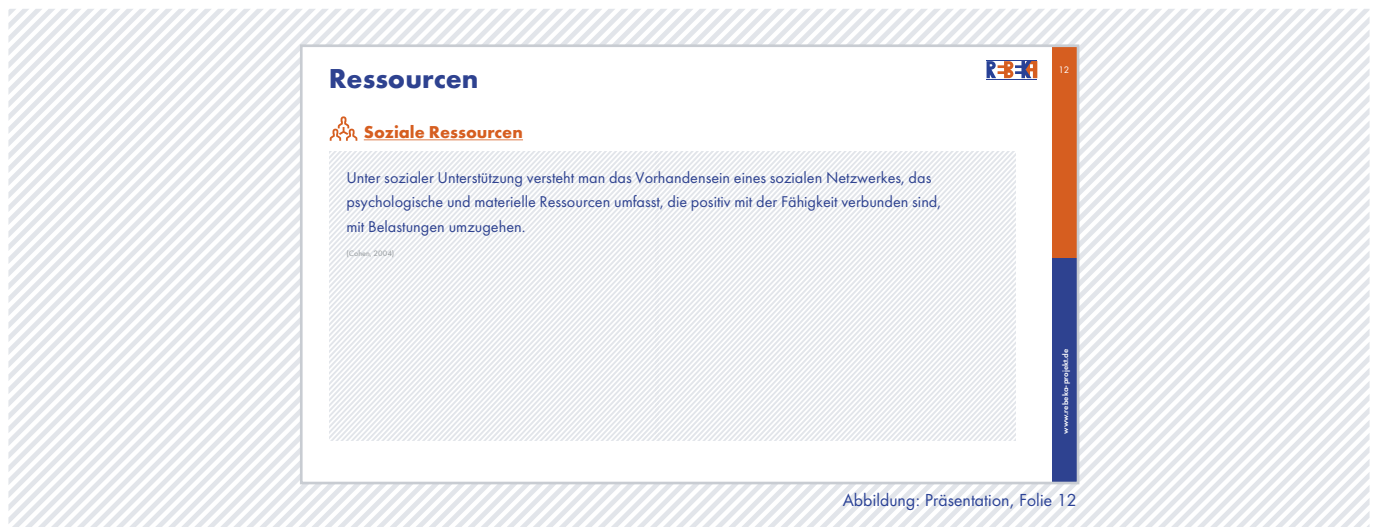 Ressourcen
REBEKA
12
Soziale Ressourcen
Unter sozialer Unterstützung versteht man das Vorhandensein eines sozialen Netzwerkes, das
psychologische und materielle Ressourcen umfasst, die positiv mit der Fähigkeit verbunden sind,
mit Belastungen umzugehen.
(Cohen, 2004)
www.rebeka-projekt.de
Abbildung: Präsentation, Folie 12